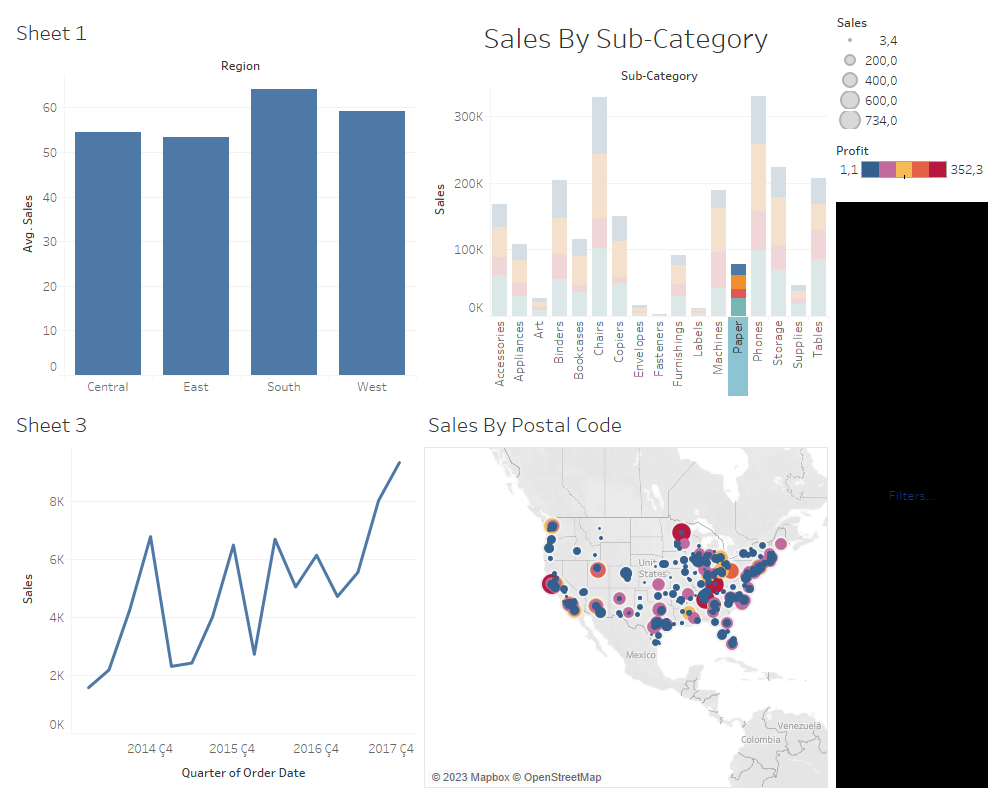 Sheet 1
Region
Avg. Sales
60
50
40
30
20
10
0
Central East South West
Sales By Sub-Category
Sub-Category
Sales
300K
200K
100K
0K
Accessories
Appliances
Art
Binders
Bookcases
Chairs
Copiers
Envelopes
Fasteners
Furnishings
Labels
Machines
Paper
Phones
Storage
Supplies
Tables
Sales
3,4
200,0
400,0
600,0
734,0
Profit
1,1 352,3
Filters...
Sheet 3
Sales
8K
6K
4K
2K
0K
2014 Ç4 2015 Ç4 2016 Ç4 2017 Ç4
Quarter of Order Date
Sales By Postal Code
United
States
Mexico
Venezuela
Colombia
© 2023 Mapbox © OpenStreetMap